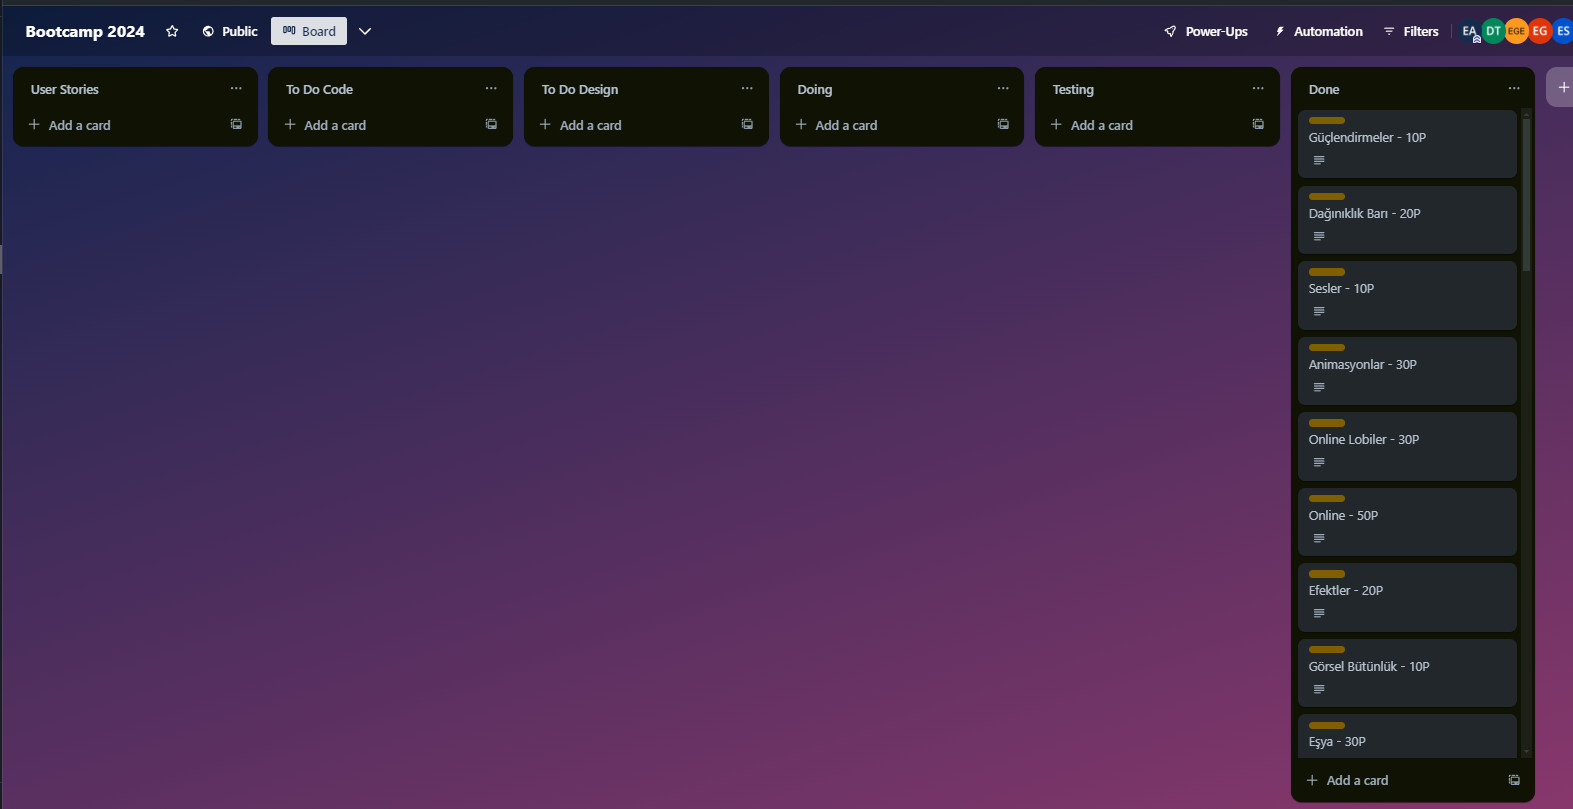 Bootcamp 2024 Public Board Power-Ups Automation Filters EA DT EGE EG ES
User Stories
Add a card
To Do Code
Add a card
To Do Design
Add a card
Doing
Add a card
Testing
Add a card
Done
Güçlendirmeler - 10P
Dağınıklık Barı - 20P
Sesler - 10P
Animasyonlar - 30P
Online Lobiler - 30P
Online - 50P
Efektler - 20P
Görsel Bütünlük - 10P
Eşya - 30P
Add a card